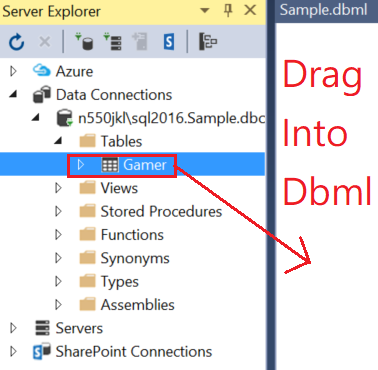 Server Explorer
Sample.dbml
Azure
Data Connections
n550jkl\sql2016.Sample.dbc
Tables
Gamer
Views
Stored Procedures
Functions
Synonyms
Types
Assemblies
Servers
SharePoint Connections
Drag
Into
Dbml